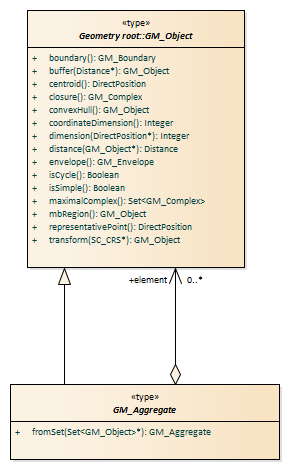 «type»
Geometry root::GM_Object
+ boundary(): GM_Boundary
+ buffer(Distance*): GM_Object
+ centroid(): DirectPosition
+ closure(): GM_Complex
+ convexHull(): GM_Object
+ coordinateDimension(): Integer
+ dimension(DirectPosition*): Integer
+ distance(GM_Object*): Distance
+ envelope(): GM_Envelope
+ isCycle(): Boolean
+ isSimple(): Boolean
+ maximalComplex(): Set<GM_Complex>
+ mbRegion(): GM_Object
+ representativePoint(): DirectPosition
+ transform(SC_CRS*): GM_Object
+element 0..*
«type»
GM_Aggregate
+ fromSet(Set<GM_Object>*): GM_Aggregate